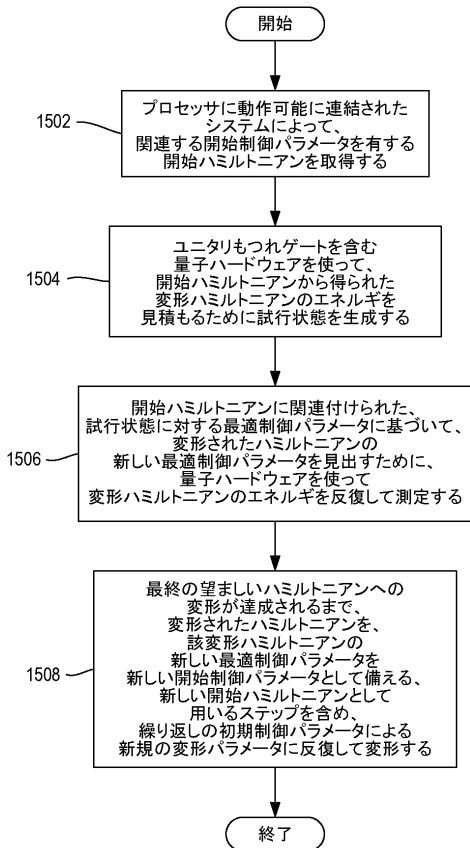 開始
1502
プロセッサに動作可能に連結された
システムによって、
関連する開始制御パラメータを有する
開始ハミルトニアンを取得する
1504
ユニタリもつれゲートを含む
量子ハードウェアを使って、
開始ハミルトニアンから得られた
変形ハミルトニアンのエネルギを
見積もるために試行状態を生成する
1506
開始ハミルトニアンに関連付けられた、
試行状態に対する最適制御パラメータに基づいて、
変形されたハミルトニアンの
新しい最適制御パラメータを見出すために、
量子ハードウェアを使って
変形ハミルトニアンのエネルギを反復して測定する
1508
最終の望ましいハミルトニアンへの
変形が達成されるまで、
変形されたハミルトニアンを、
該変形ハミルトニアンの
新しい最適制御パラメータを
新しい開始制御パラメータとして備える、
新しい開始ハミルトニアンとして
用いるステップを含め、
繰り返しの初期制御パラメータによる
新規の変形パラメータに反復して変形する
終了